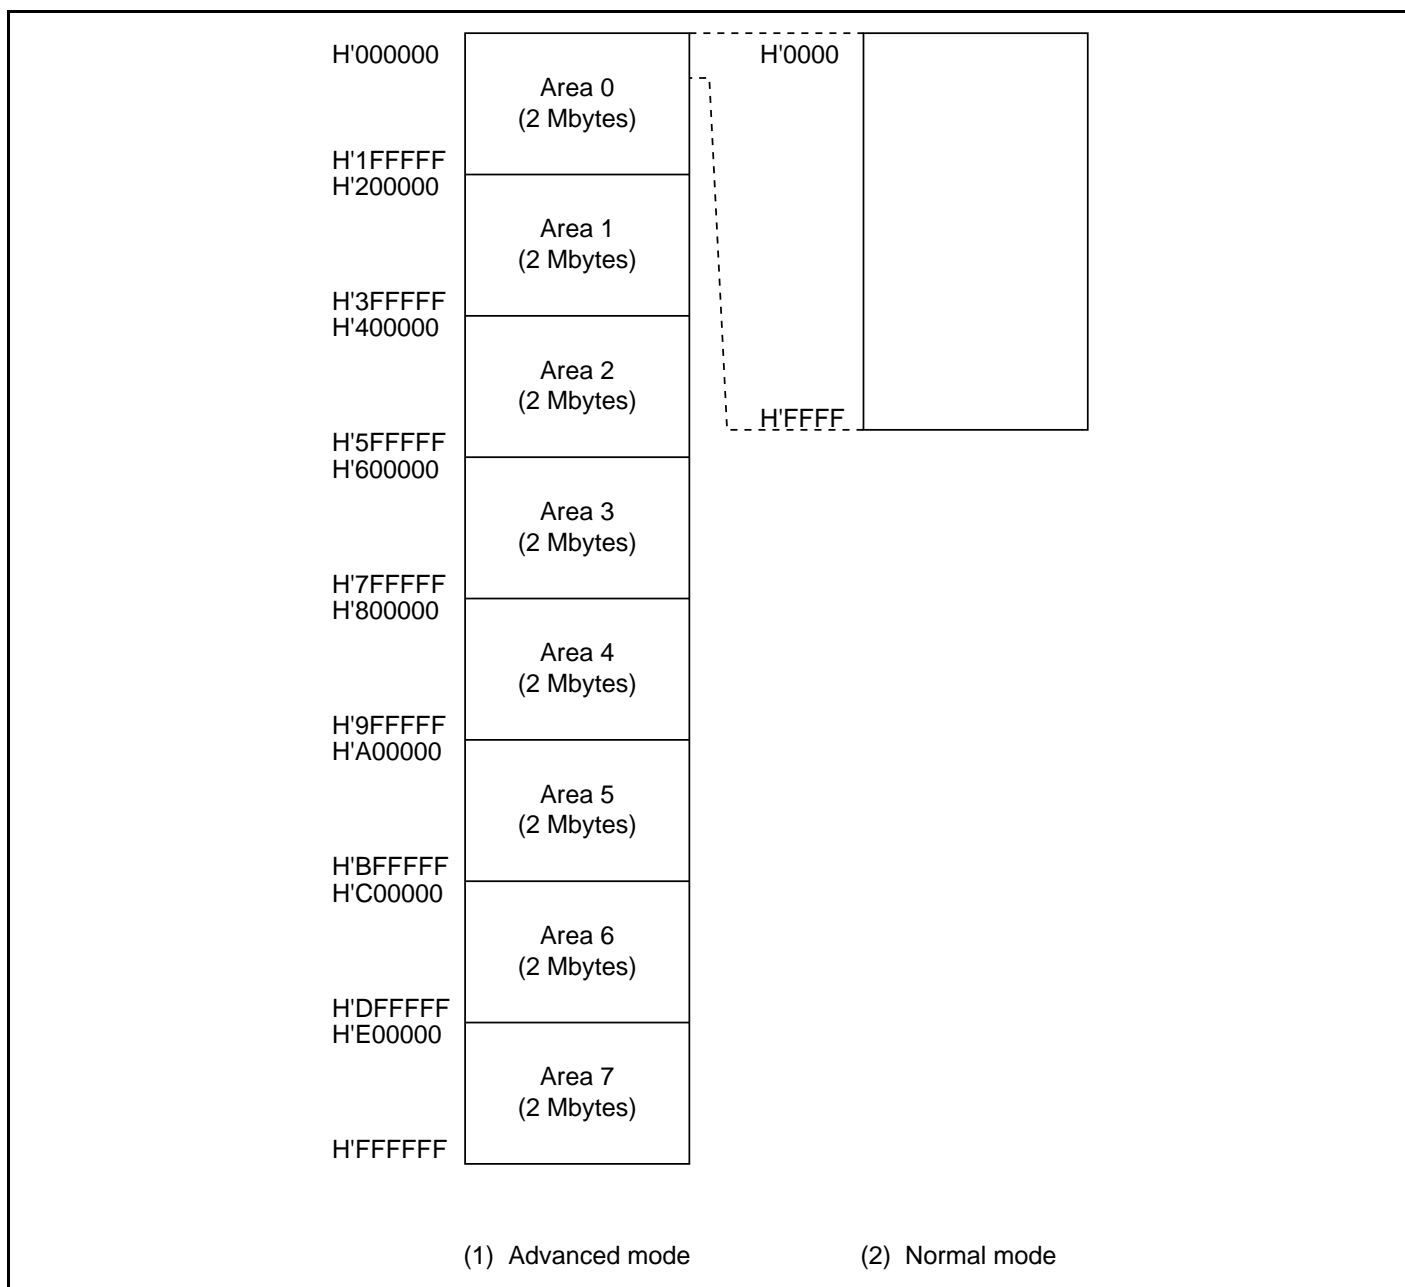 H'000000
Area 0
(2 Mbytes)
H'1FFFFF
H'200000
Area 1
(2 Mbytes)
H'3FFFFF
H'400000
Area 2
(2 Mbytes)
H'5FFFFF
H'600000
Area 3
(2 Mbytes)
H'7FFFFF
H'800000
Area 4
(2 Mbytes)
H'9FFFFF
H'A00000
Area 5
(2 Mbytes)
H'BFFFFF
H'C00000
Area 6
(2 Mbytes)
H'DFFFFF
H'E00000
Area 7
(2 Mbytes)
H'FFFFFF
(1) Advanced mode
H'0000
H'FFFF
(2) Normal mode